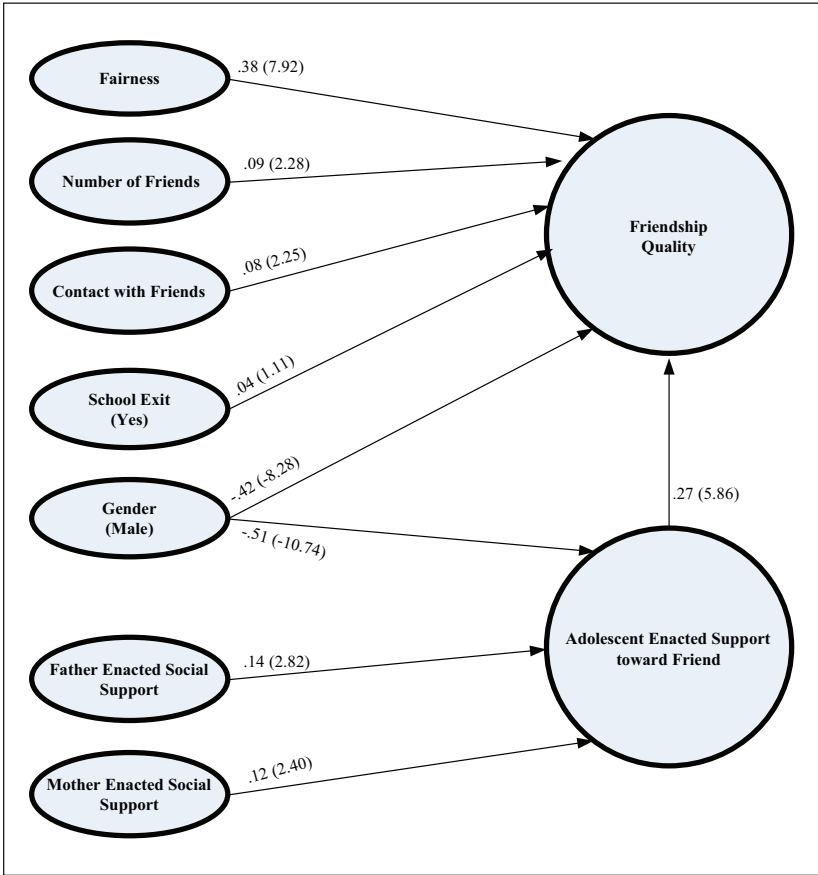 Fairness
.38 (7.92)
Number of Friends
.09 (2.28)
Contact with Friends
.08 (2.25)
School Exit
(Yes)
.04 (1.11)
Gender
(Male)
-.42 (-8.28)
-.51 (-10.74)
Father Enacted Social
Support
.14 (2.82)
Mother Enacted Social
Support
.12 (2.40)
Friendship
Quality
.27 (5.86)
Adolescent Enacted Support
toward Friend